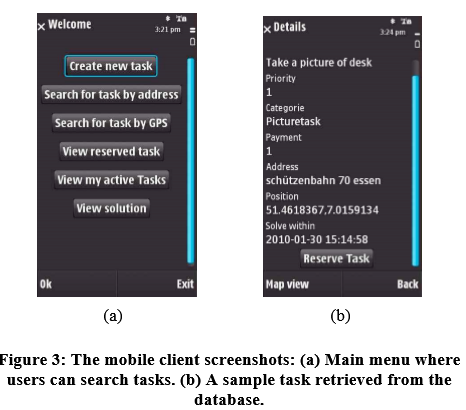 × Welcome
3:21 pm
Create new task
Search for task by address
Search for task by GPS
View reserved task
View my active Tasks
View solution
Ok
Exit
× Details
3:24 pm
Take a picture of desk
Priority
1
Categorie
Picturetask
Payment
1
Address
schützenbahn 70 essen
Position
51.4618367,7.0159134
Solve within
2010-01-30 15:14:58
Reserve Task
Map view
Back
(a)
(b)
Figure 3: The mobile client screenshots: (a) Main menu where
users can search tasks. (b) A sample task retrieved from the
database.